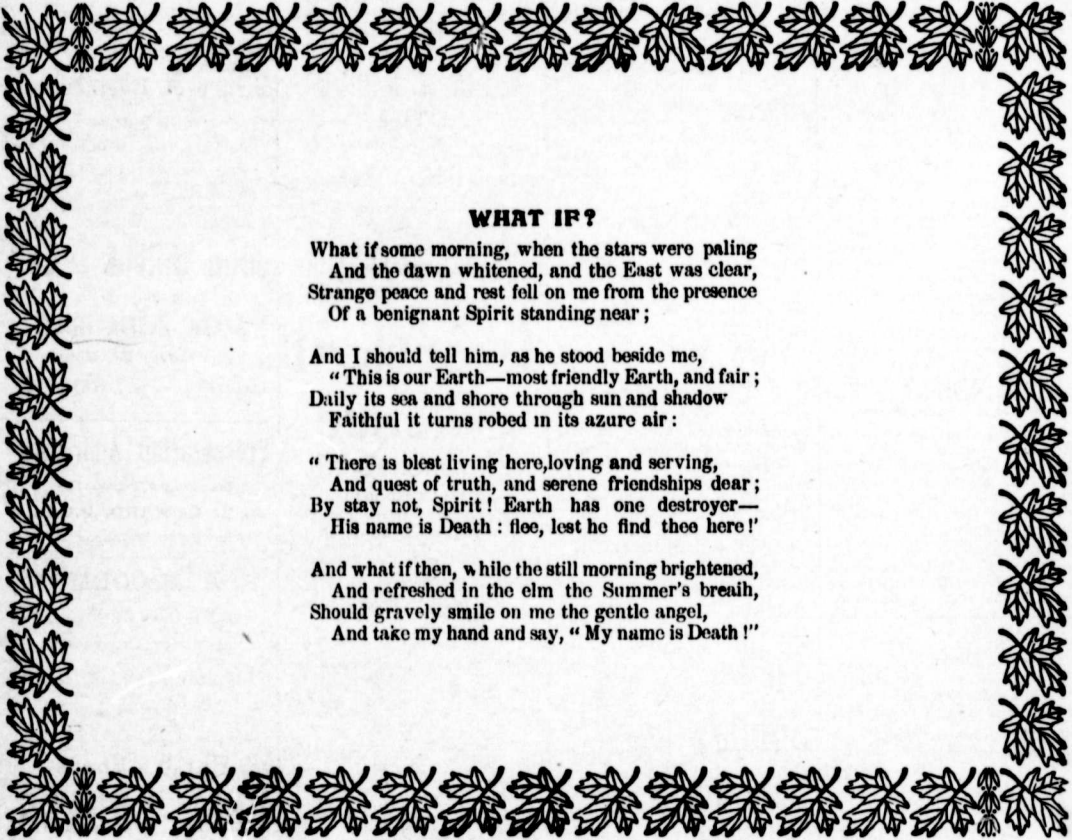 WHAT IF?
What if some morning, when the stars were paling
And the dawn whitened, and the East was clear,
Strange peace and rest fell on me from the presence
Of a benignant Spirit standing near;
And I should tell him, as he stood beside me,
"This is our Earth—most friendly Earth, and fair;
Daily its sea and shore through sun and shadow
Faithful it turns robed in its azure air:
"There is blest living here,loving and serving,
And quest of truth, and serene friendships dear;
By stay not, Spirit! Earth has one destroyer—
His name is Death: flee, lest he find thee here!'
And what if then, while the still morning brightened,
And refreshed in the elm the Summer's breaih,
Should gravely smile on me the gentle angel,
And take my hand and say, "My name is Death!"